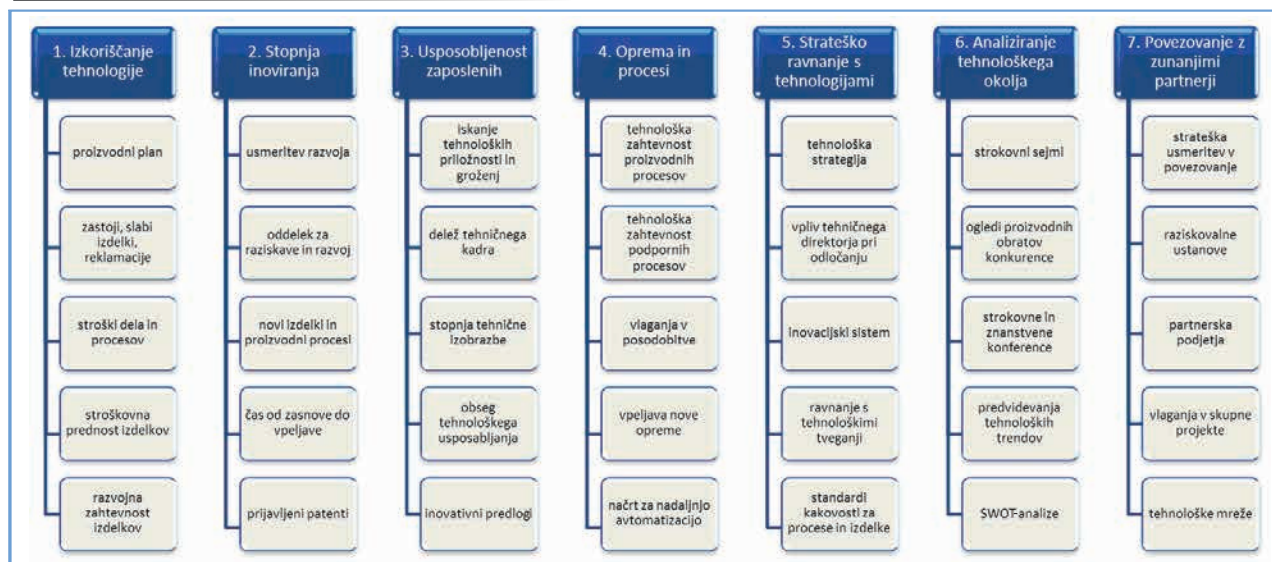 1. Izkoriščanje
tehnologije
proizvodni plan
zastoji, slabi
izdelki,
reklamacije
stroški dela in
procesov
stroškovna
prednost izdelkov
razvojna
zahtevnost
izdelkov
2. Stopnja
inoviranja
usmeritev razvoja
oddelek za
raziskave in razvoj
novi izdelki in
proizvodni procesi
čas od zasnove do
vpeljave
prijavljeni patenti
3. Usposobljenost
zaposlenih
iskanje
tehnoloških
priložnosti in
groženj
delež tehničnega
kadra
stopnja tehnične
izobrazbe
obseg
tehnološkega
usposabljanja
inovativni predlogi
4. Oprema in
procesi
tehnološka
zahtevnost
proizvodnih
procesov
tehnološka
zahtevnost
podpornih
procesov
vlaganja v
posodobitve
vpeljava nove
opreme
načrt za nadaljnjo
avtomatizacijo
5. Strateško
ravnanje s
tehnologijami
tehnološka
strategija
vpliv tehničnega
direktorja pri
odločanju
inovacijski sistem
ravnanje s
tehnološkimi
tveganji
standardi
kakovosti za
procese in izdelke
6. Analiziranje
tehnološkega
okolja
strokovni sejmi
ogledi proizvodnih
obratov
konkurence
strokovne in
znanstvene
konference
predvidevanja
tehnoloških
trendov
SWOT-analize
7. Povezovanje z
zunanjimi
partnerji
strateška
usmeritev v
povezovanje
raziskovalne
ustanove
partnerska
podjetja
vlaganja v skupne
projekte
tehnološke mreže